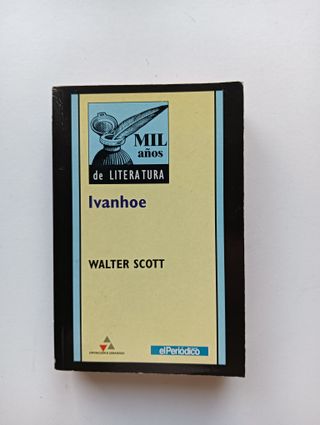 MIL
años
de LITERATURA
Ivanhoe
WALTER SCOTT
elPeriódico